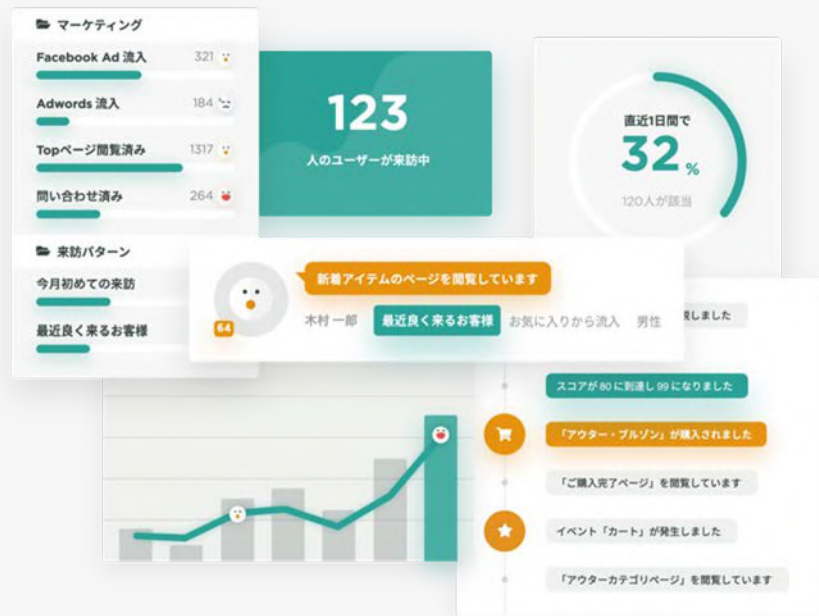 マーケティング
Facebook Ad 流入 321
Adwords 流入 184
Topページ閲覧済み 1317
問い合わせ済み 264
来訪パターン
今月初めての来訪
最近良く来るお客様
123
人のユーザーが来訪中
直近1日間で
32%
120人が該当
新着アイテムのページを閲覧しています
64
木村 一郎 最近良く来るお客様 お気に入りから流入 男性
しました
スコアが 80 に到達し 99 になりました
「アウター・ブルゾン」が購入されました
「ご購入完了ページ」を閲覧しています
イベント「カート」が発生しました
「アウターカテゴリページ」を閲覧しています